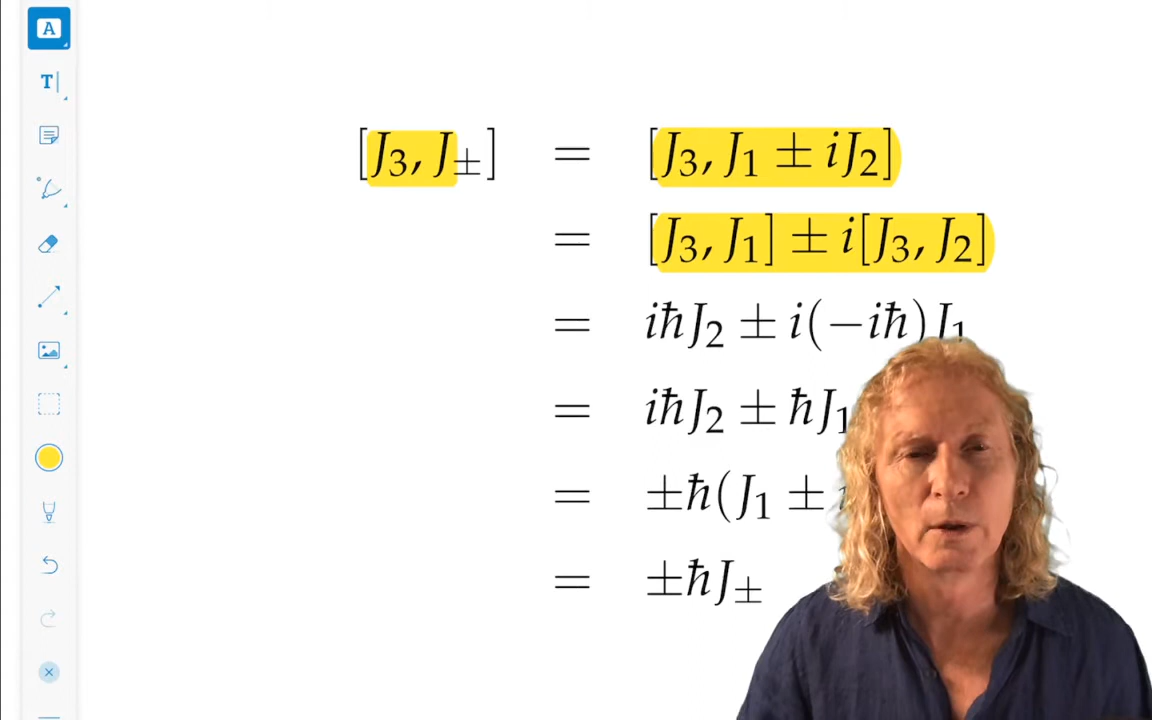 A
T|
[J₃, J±] = [J₃, J₁ ± iJ₂]
= [J₃, J₁] ± i[J₃, J₂]
= iħJ₂ ± i(−iħ)J₁
= iħJ₂ ± ħJ₁
= ±ħ(J₁ ±
= ±ħJ±